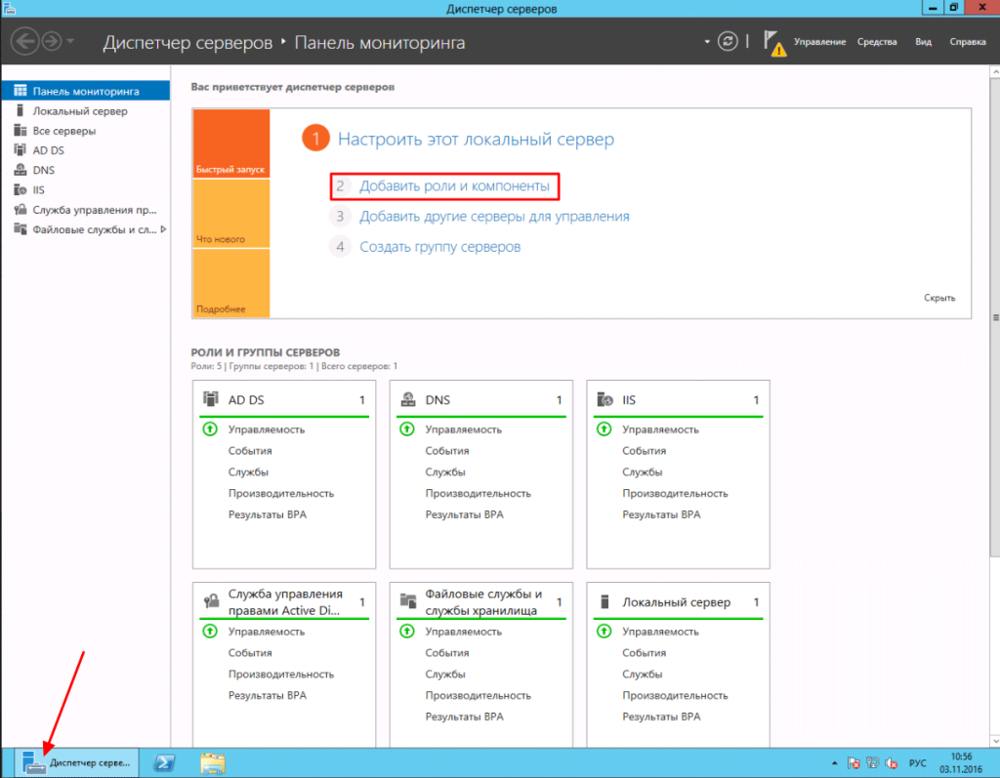 Диспетчер серверов
Диспетчер серверов ‣ Панель мониторинга
Управление Средства Вид Справка
Панель мониторинга
Локальный сервер
Все серверы
AD DS
DNS
IIS
Служба управления пр...
Файловые службы и сл...
Вас приветствует диспетчер серверов
Быстрый запуск
Что нового
Подробнее
1 Настроить этот локальный сервер
2 Добавить роли и компоненты
3 Добавить другие серверы для управления
4 Создать группу серверов
Скрыть
РОЛИ И ГРУППЫ СЕРВЕРОВ
Роли: 5 | Группы серверов: 1 | Всего серверов: 1
AD DS 1
Управляемость
События
Службы
Производительность
Результаты BPA
DNS 1
Управляемость
События
Службы
Производительность
Результаты BPA
IIS 1
Управляемость
События
Службы
Производительность
Результаты BPA
Служба управления
правами Active Di... 1
Управляемость
События
Производительность
Результаты BPA
Файловые службы и
службы хранилища 1
Управляемость
События
Службы
Производительность
Результаты BPA
Локальный сервер 1
Управляемость
События
Службы
Производительность
Результаты BPA
Диспетчер серве...
РУС
10:56
03.11.2016